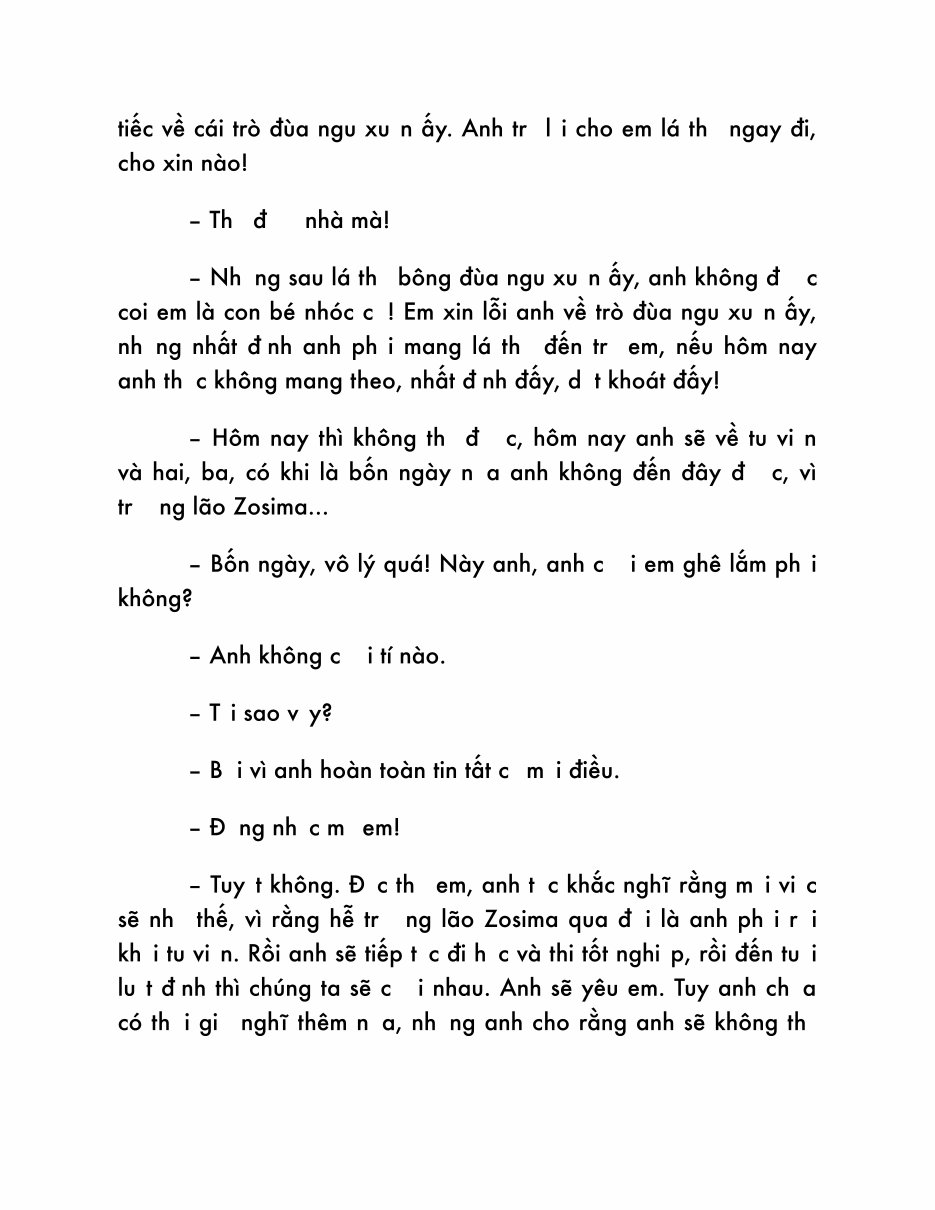 tiếc về cái trò đùa ngu xu n ấy. Anh tr l i cho em lá th ngay đi,
cho xin nào!
– Th đ nhà mà!
– Nh ng sau lá th bông đùa ngu xu n ấy, anh không đ c
coi em là con bé nhóc c ! Em xin lỗi anh về trò đùa ngu xu n ấy,
nh ng nhất đ nh anh ph i mang lá th đến tr em, nếu hôm nay
anh th c không mang theo, nhất đ nh đấy, d t khoát đấy!
– Hôm nay thì không th đ c, hôm nay anh sẽ về tu vi n
và hai, ba, có khi là bốn ngày n a anh không đến đây đ c, vì
tr ng lão Zosima...
– Bốn ngày, vô lý quá! Này anh, anh c i em ghê lắm ph i
không?
– Anh không c i tí nào.
– T i sao v y?
– B i vì anh hoàn toàn tin tất c m i điều.
– Đ ng nh c m em!
– Tuy t không. Đ c th em, anh t c khắc nghĩ rằng m i vi c
sẽ nh thế, vì rằng hễ tr ng lão Zosima qua đ i là anh ph i r i
kh i tu vi n. Rồi anh sẽ tiếp t c đi h c và thi tốt nghi p, rồi đến tu i
lu t đ nh thì chúng ta sẽ c i nhau. Anh sẽ yêu em. Tuy anh ch a
có th i gi nghĩ thêm n a, nh ng anh cho rằng anh sẽ không th